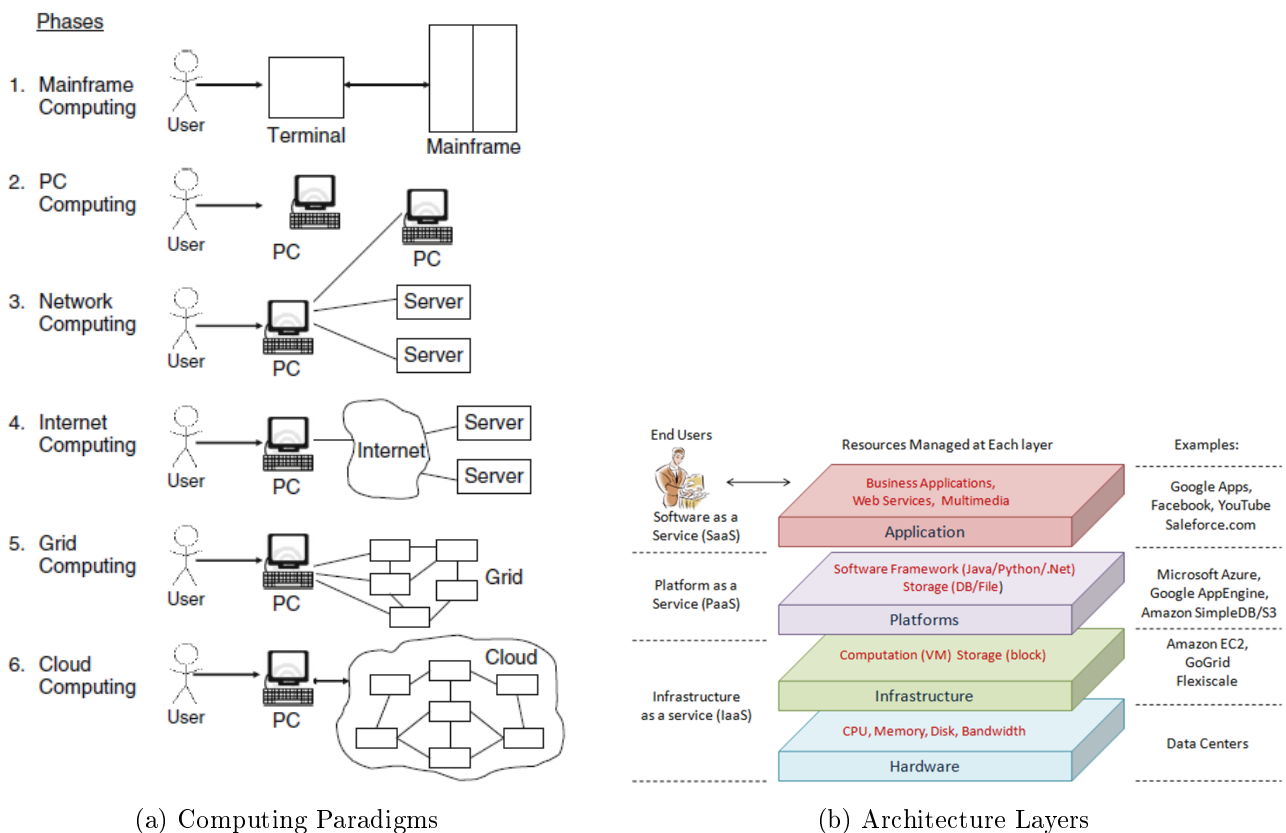 Phases
1. Mainframe
Computing
User
Terminal
Mainframe
2. PC
Computing
User
PC
PC
3. Network
Computing
User
PC
Server
Server
4. Internet
Computing
User
PC
Internet
Server
Server
5. Grid
Computing
User
PC
Grid
6. Cloud
Computing
User
PC
Cloud
(a) Computing Paradigms
End Users
Resources Managed at Each layer
Examples:
Software as a
Service (SaaS)
Business Applications,
Web Services, Multimedia
Application
Google Apps,
Facebook, YouTube
Saleforce.com
Platform as a
Service (PaaS)
Software Framework (Java/Python/.Net)
Storage (DB/File)
Platforms
Microsoft Azure,
Google AppEngine,
Amazon SimpleDB/S3
Infrastructure
as a service (IaaS)
Computation (VM) Storage (block)
Infrastructure
Amazon EC2,
GoGrid
Flexiscale
CPU, Memory, Disk, Bandwidth
Hardware
Data Centers
(b) Architecture Layers